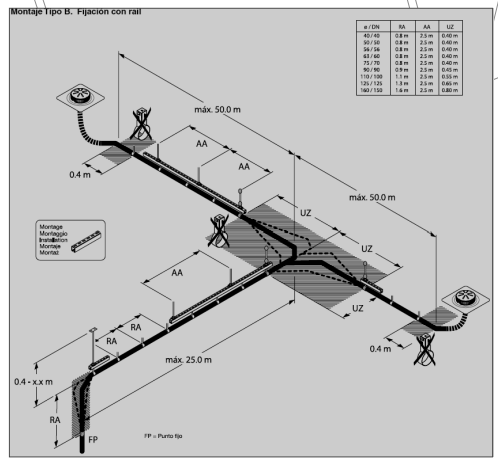 Montaje Tipo B. Fijación con rail
ø / DN RA AA UZ
40 / 40 0.8 m 2.5 m 0.40 m
50 / 50 0.8 m 2.5 m 0.40 m
56 / 56 0.8 m 2.5 m 0.40 m
63 / 60 0.8 m 2.5 m 0.40 m
75 / 70 0.8 m 2.5 m 0.40 m
90 / 90 0.9 m 2.5 m 0.45 m
110 / 100 1.1 m 2.5 m 0.55 m
125 / 125 1.3 m 2.5 m 0.65 m
160 / 150 1.6 m 2.5 m 0.80 m
máx. 50.0 m
AA
AA
0.4 m
máx. 50.0 m
UZ
UZ
Montage
Montaggio
Installation
Montaje
Montaż
AA
UZ
RA
RA
máx. 25.0 m
0.4 m
0.4 - x.x m
RA
FP
FP = Punto fijo